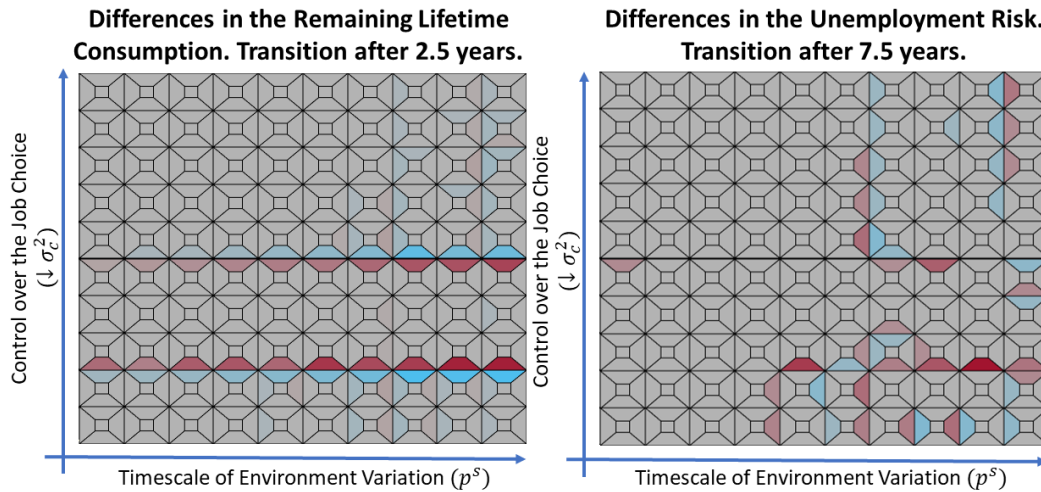 Differences in the Remaining Lifetime
Consumption. Transition after 2.5 years.
Control over the Job Choice
(↓ σ_c^2)
Timescale of Environment Variation (p^s)
Differences in the Unemployment Risk.
Transition after 7.5 years.
Control over the Job Choice
(↓ σ_c^2)
Timescale of Environment Variation (p^s)